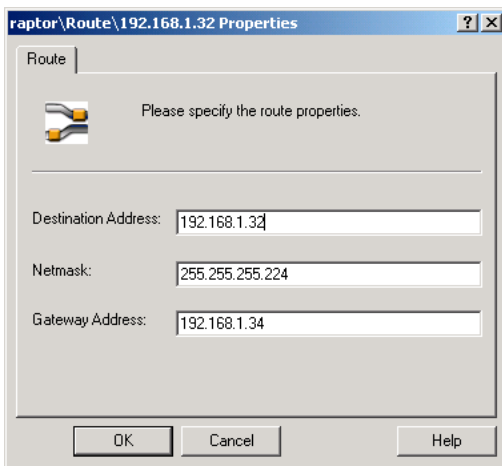 raptor\Route\192.168.1.32 Properties
Route
Please specify the route properties.
Destination Address: 192.168.1.32
Netmask: 255.255.255.224
Gateway Address: 192.168.1.34
OK Cancel Help